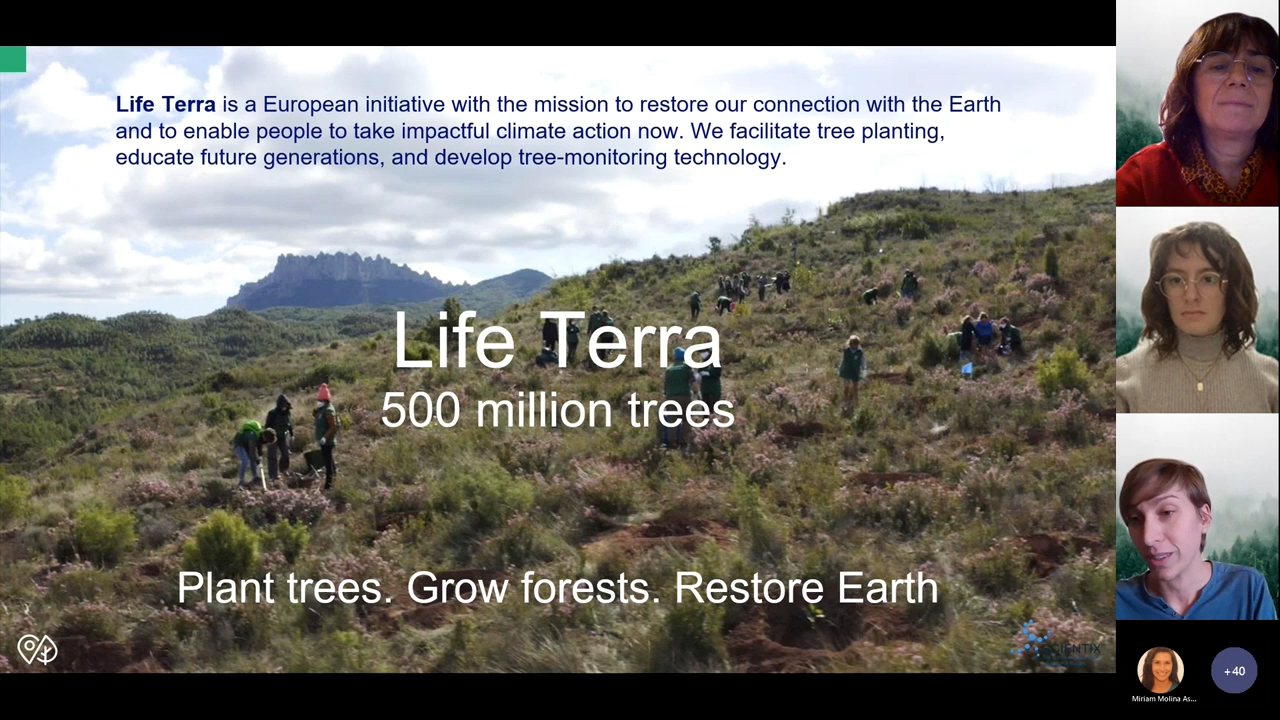 Life Terra is a European initiative with the mission to restore our connection with the Earth
and to enable people to take impactful climate action now. We facilitate tree planting,
educate future generations, and develop tree-monitoring technology.
Life Terra
500 million trees
Plant trees. Grow forests. Restore Earth
SCIENTIX
Miriam Molina As...
+40